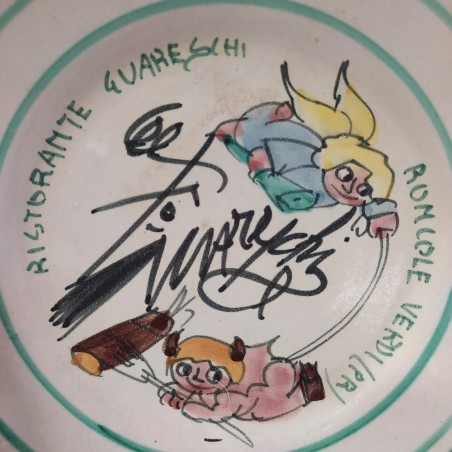 RISTORANTE GUARESCHI
RONCOLE VERDI (PR)
Guareschi